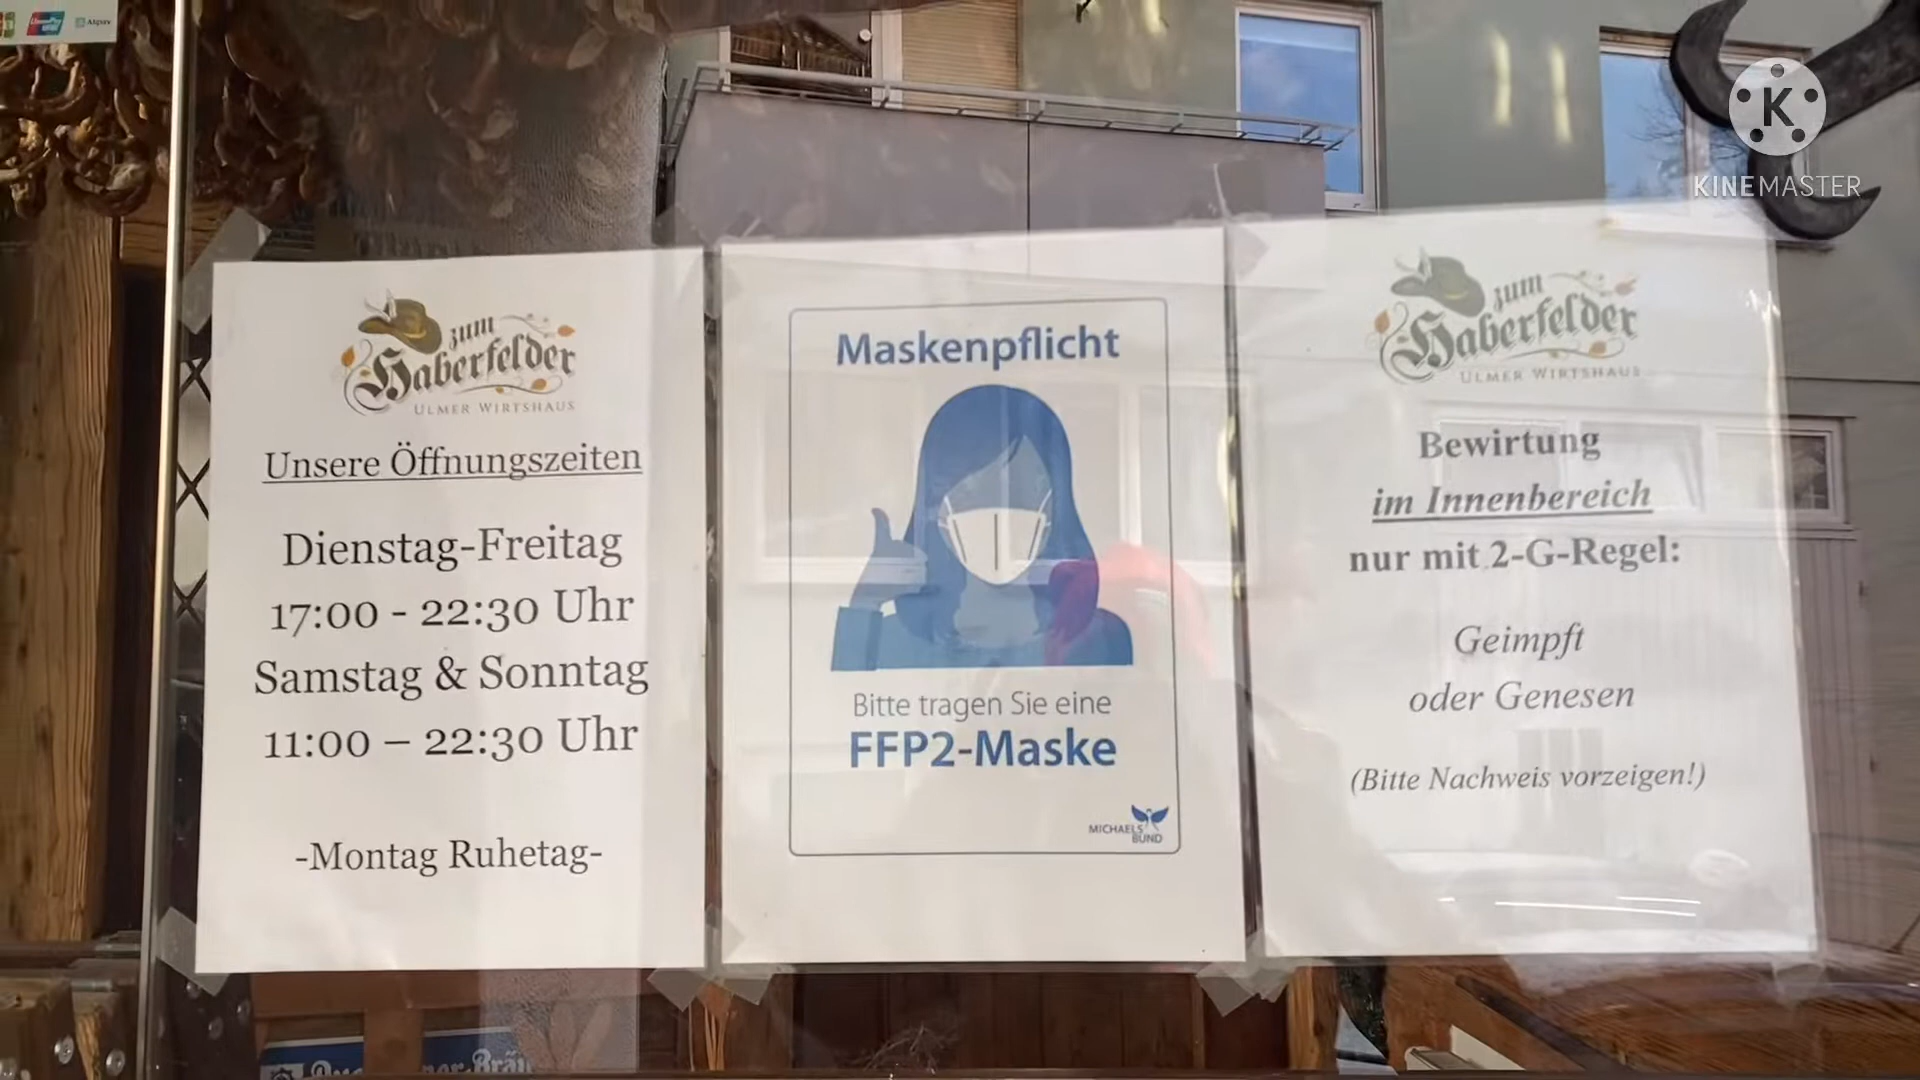 zum
Haberfelder
ULMER WIRTSHAUS
Unsere Öffnungszeiten
Dienstag-Freitag
17:00 - 22:30 Uhr
Samstag & Sonntag
11:00 – 22:30 Uhr
-Montag Ruhetag-
Maskenpflicht
Bitte tragen Sie eine
FFP2-Maske
MICHAELS
BUND
zum
Haberfelder
ULMER WIRTSHAUS
Bewirtung
im Innenbereich
nur mit 2-G-Regel:
Geimpft
oder Genesen
(Bitte Nachweis vorzeigen!)
K
KINEMASTER